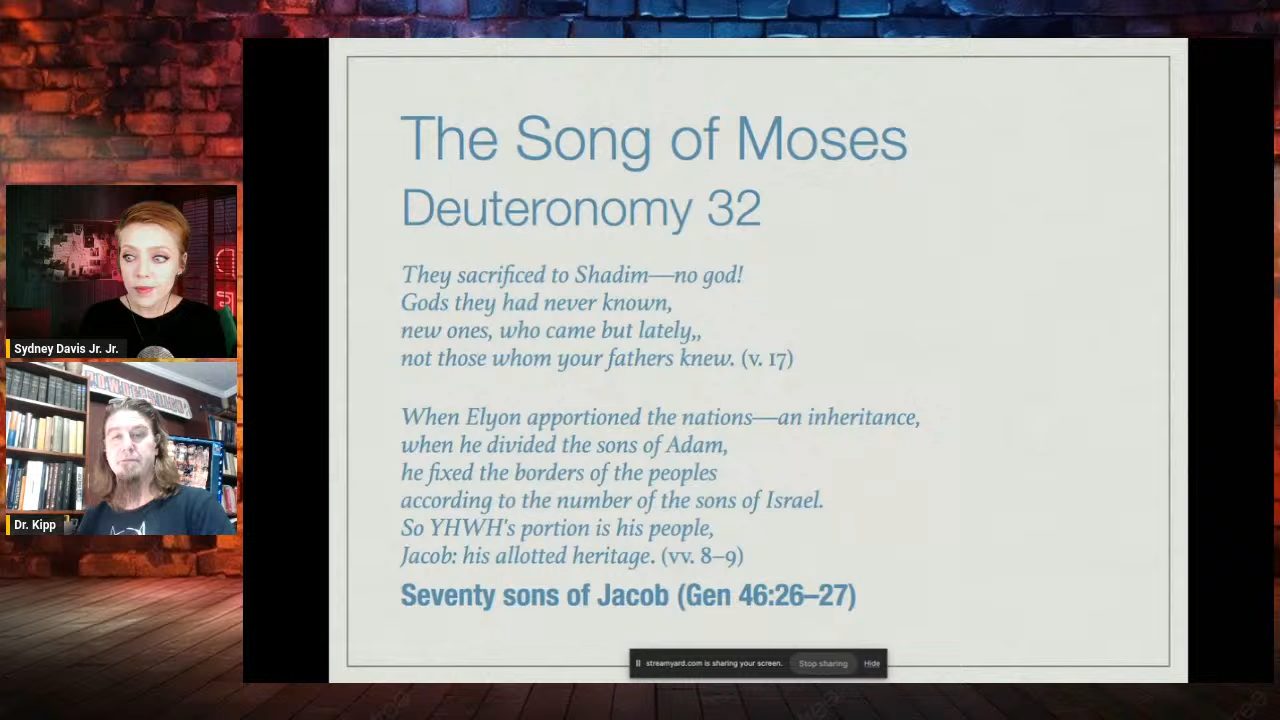 The Song of Moses
Deuteronomy 32
They sacrificed to Shadim—no god!
Gods they had never known,
new ones, who came but lately,,
not those whom your fathers knew. (v. 17)
When Elyon apportioned the nations—an inheritance,
when he divided the sons of Adam,
he fixed the borders of the peoples
according to the number of the sons of Israel.
So YHWH's portion is his people,
Jacob: his allotted heritage. (vv. 8–9)
Seventy sons of Jacob (Gen 46:26–27)
streamyard.com is sharing your screen. Stop sharing Hide
Sydney Davis Jr. Jr.
Dr. Kipp